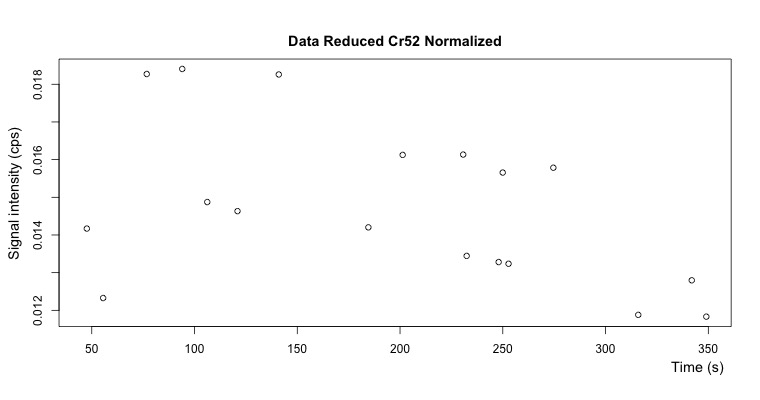 Data Reduced Cr52 Normalized
Signal intensity (cps)
0.018
0.016
0.014
0.012
50 100 150 200 250 300 350
Time (s)